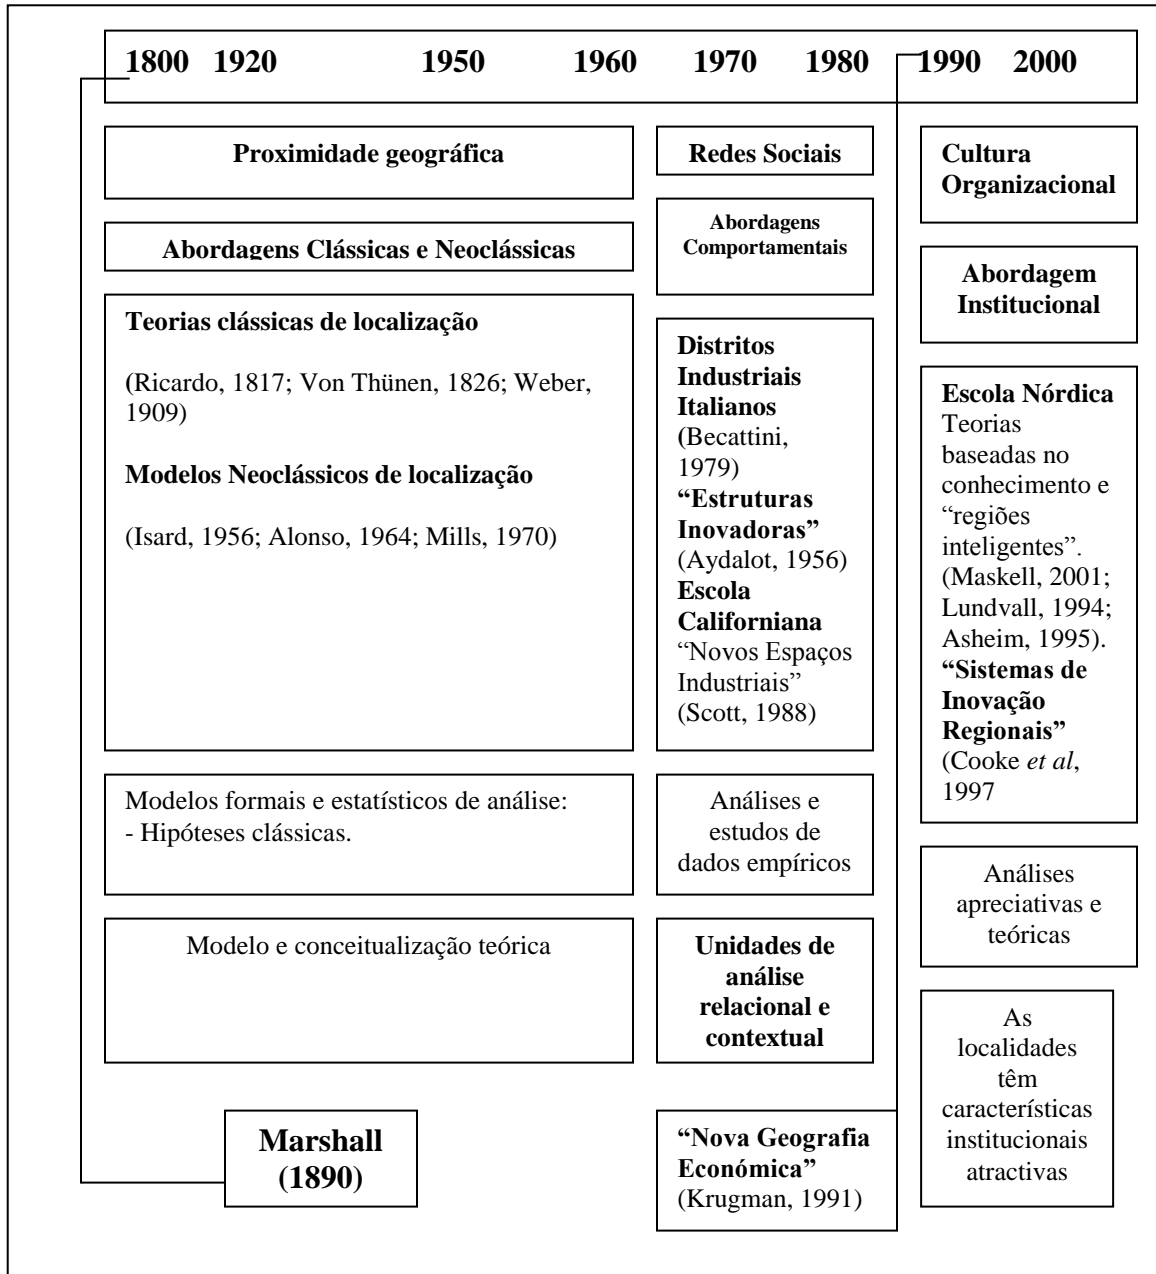 1800 1920 1950 1960 1970 1980 1990 2000
Proximidade geográfica
Abordagens Clássicas e Neoclássicas
Teorias clássicas de localização
(Ricardo, 1817; Von Thünen, 1826; Weber,
1909)
Modelos Neoclássicos de localização
(Isard, 1956; Alonso, 1964; Mills, 1970)
Modelos formais e estatísticos de análise:
- Hipóteses clássicas.
Modelo e conceitualização teórica
Marshall
(1890)
Redes Sociais
Abordagens
Comportamentais
Distritos
Industriais
Italianos
(Becattini,
1979)
“Estruturas
Inovadoras”
(Aydalot, 1956)
Escola
Californiana
“Novos Espaços
Industriais”
(Scott, 1988)
Análises e
estudos de
dados empíricos
Unidades de
análise
relacional e
contextual
“Nova Geografia
Económica”
(Krugman, 1991)
Cultura
Organizacional
Abordagem
Institucional
Escola Nórdica
Teorias
baseadas no
conhecimento e
“regiões
inteligentes”.
(Maskell, 2001;
Lundvall, 1994;
Asheim, 1995).
“Sistemas de
Inovação
Regionais”
(Cooke et al,
1997
Análises
apreciativas e
teóricas
As
localidades
têm
características
institucionais
atractivas